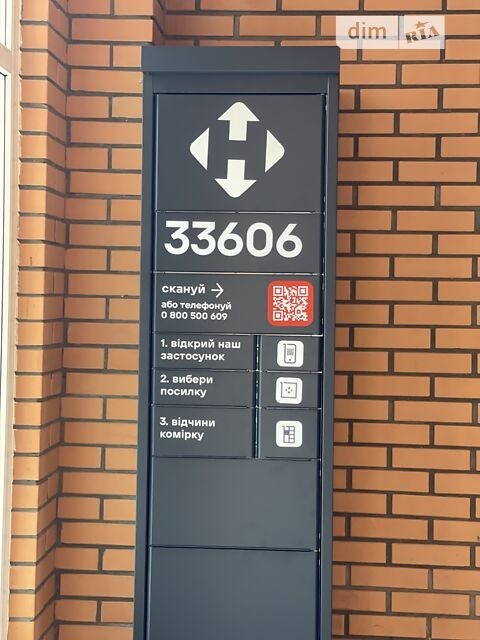 dim RIA
H
33606
скануй →
або телефонуй
0 800 500 609
1. відкрий наш
застосунок
2. вибери
посилку
3. відчини
комірку